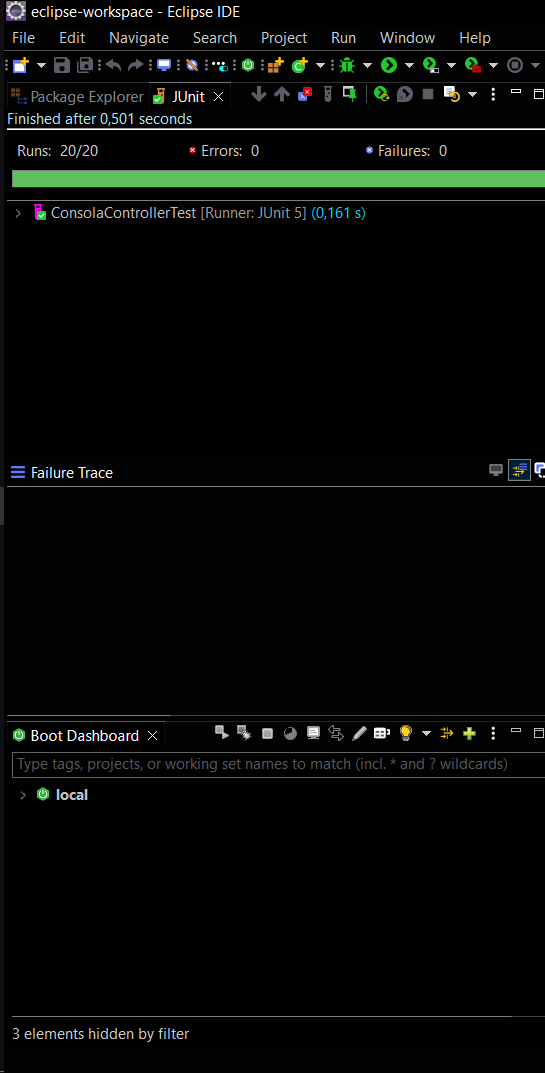 eclipse-workspace - Eclipse IDE
File Edit Navigate Search Project Run Window Help
Package Explorer JUnit
Finished after 0,501 seconds
Runs: 20/20 Errors: 0 Failures: 0
ConsolaControllerTest [Runner: JUnit 5] (0,161 s)
Failure Trace
Boot Dashboard
Type tags, projects, or working set names to match (incl. * and ? wildcards)
local
3 elements hidden by filter